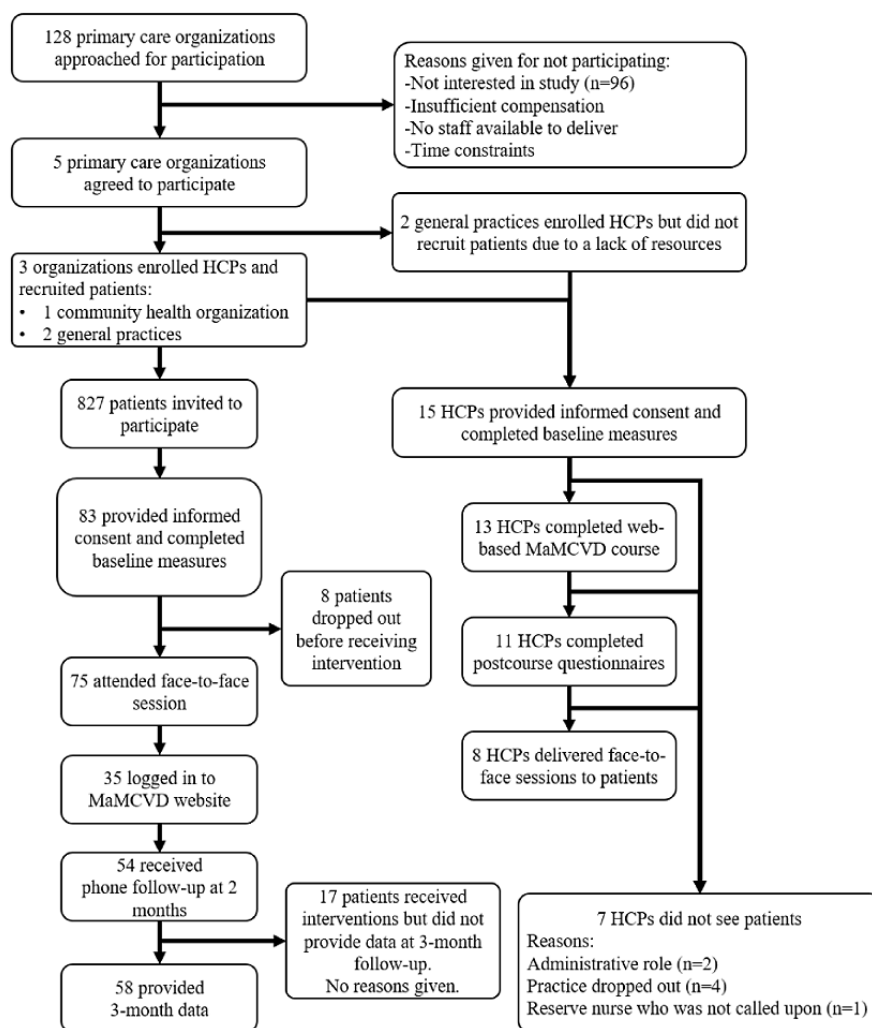 128 primary care organizations
approached for participation
Reasons given for not participating:
-Not interested in study (n=96)
-Insufficient compensation
-No staff available to deliver
-Time constraints
5 primary care organizations
agreed to participate
2 general practices enrolled HCPs but did not
recruit patients due to a lack of resources
3 organizations enrolled HCPs and
recruited patients:
• 1 community health organization
• 2 general practices
827 patients invited to
participate
15 HCPs provided informed consent and
completed baseline measures
83 provided informed
consent and completed
baseline measures
13 HCPs completed web-
based MaMCVD course
8 patients
dropped out
before receiving
intervention
11 HCPs completed
postcourse questionnaires
75 attended face-to-face
session
8 HCPs delivered face-to-
face sessions to patients
35 logged in to
MaMCVD website
54 received
phone follow-up at 2
months
17 patients received
interventions but did not
provide data at 3-month
follow-up.
No reasons given.
58 provided
3-month data
7 HCPs did not see patients
Reasons:
Administrative role (n=2)
Practice dropped out (n=4)
Reserve nurse who was not called upon (n=1)